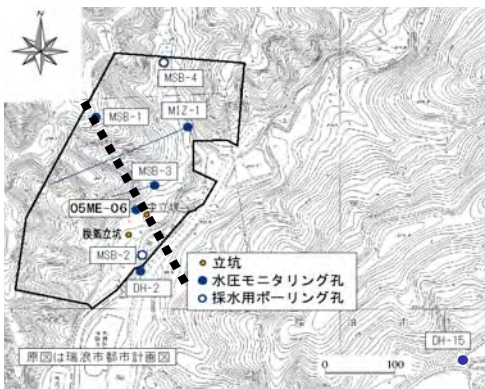 MSB-4
MSB-1
MIZ-1
MSB-3
05ME-06
主立坑
換気立坑
MSB-2
DH-2
立坑
水圧モニタリング孔
採水用ボーリング孔
DH-15
原図は瑞浪市都市計画図
0 100